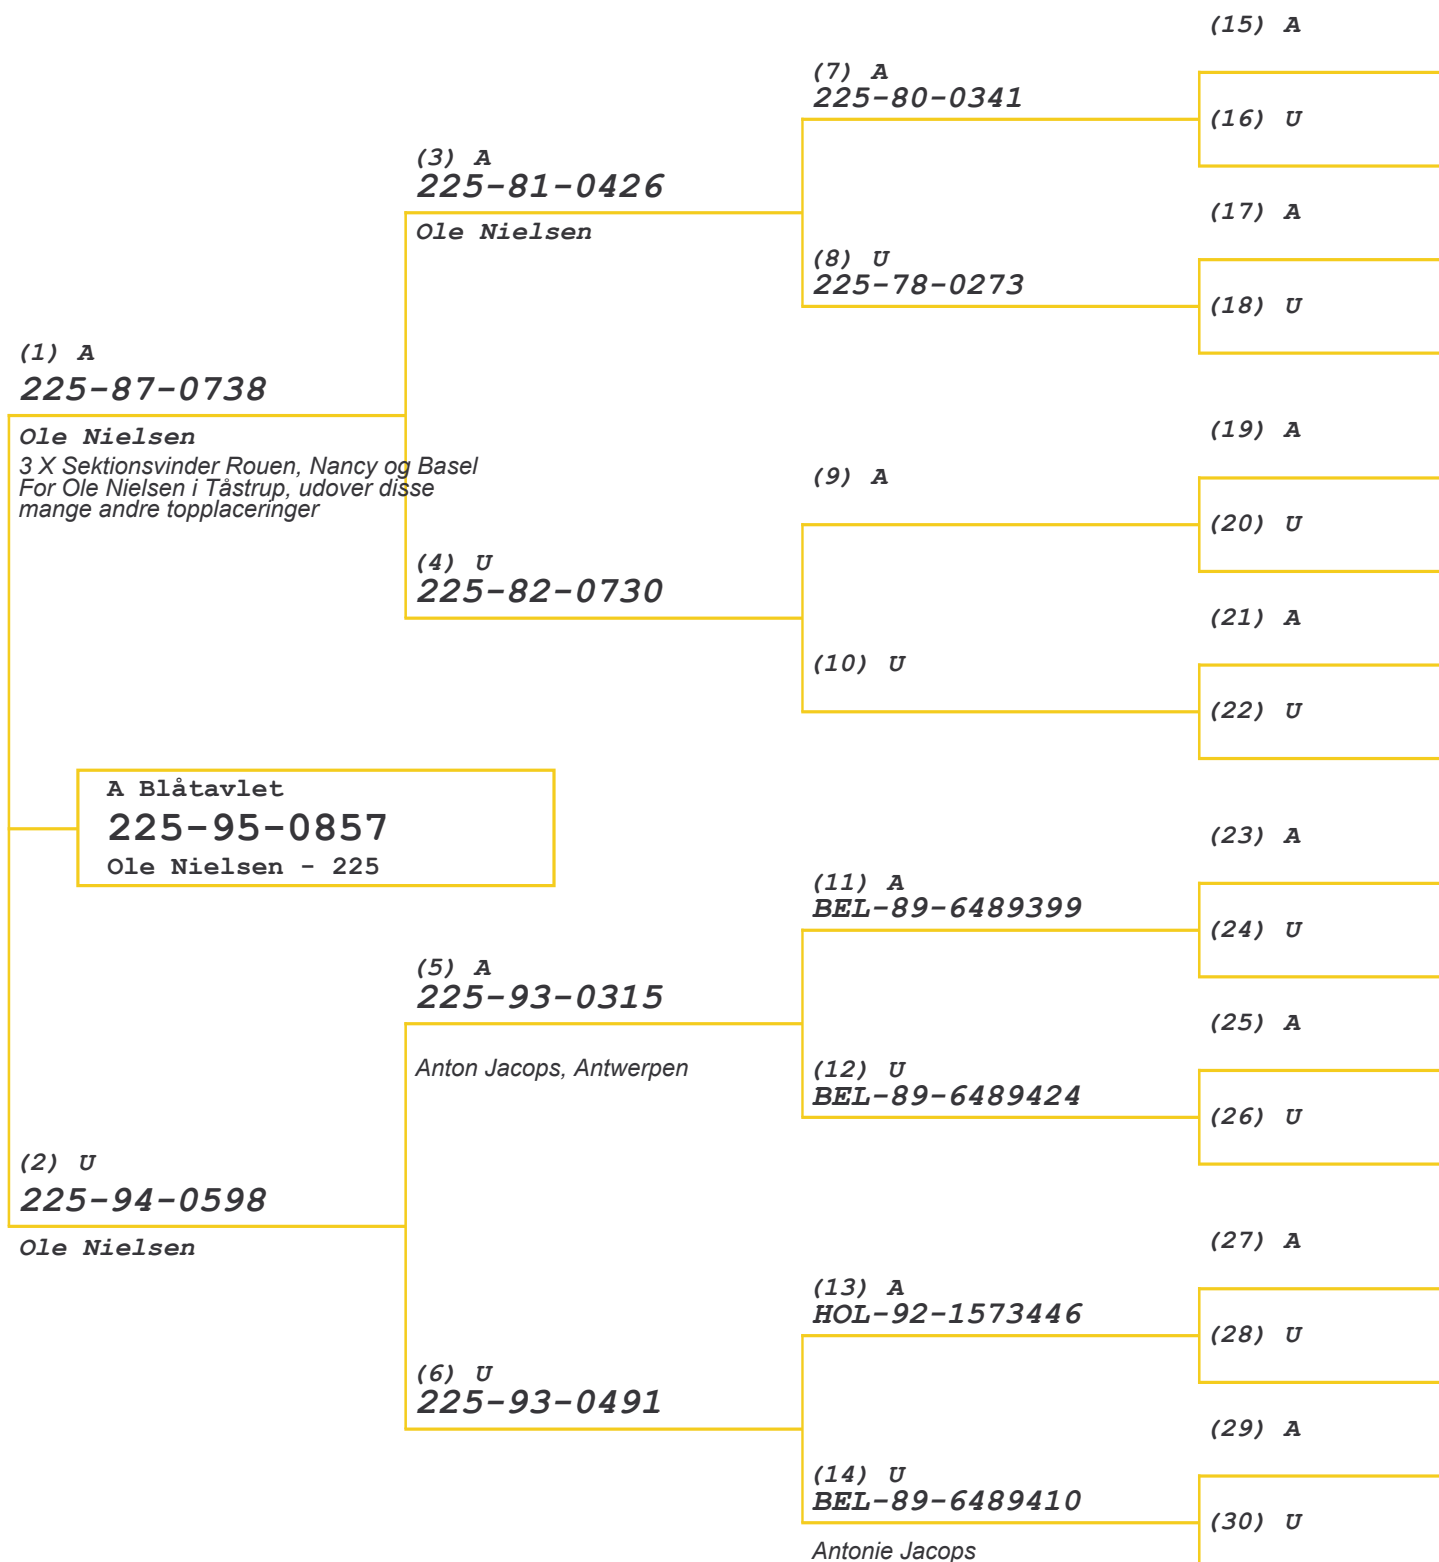 (15) A
(7) A
225-80-0341
(16) U
(3) A
225-81-0426
Ole Nielsen
(17) A
(8) U
225-78-0273
(18) U
(1) A
225-87-0738
Ole Nielsen
3 X Sektionsvinder Rouen, Nancy og Basel
For Ole Nielsen i Tåstrup, udover disse
mange andre topplaceringer
(19) A
(9) A
(20) U
(4) U
225-82-0730
(21) A
(10) U
(22) U
A Blåtavlet
225-95-0857
Ole Nielsen - 225
(23) A
(11) A
BEL-89-6489399
(24) U
(5) A
225-93-0315
Anton Jacops, Antwerpen
(25) A
(12) U
BEL-89-6489424
(26) U
(2) U
225-94-0598
Ole Nielsen
(27) A
(13) A
HOL-92-1573446
(28) U
(6) U
225-93-0491
(29) A
(14) U
BEL-89-6489410
(30) U
Antonie Jacops